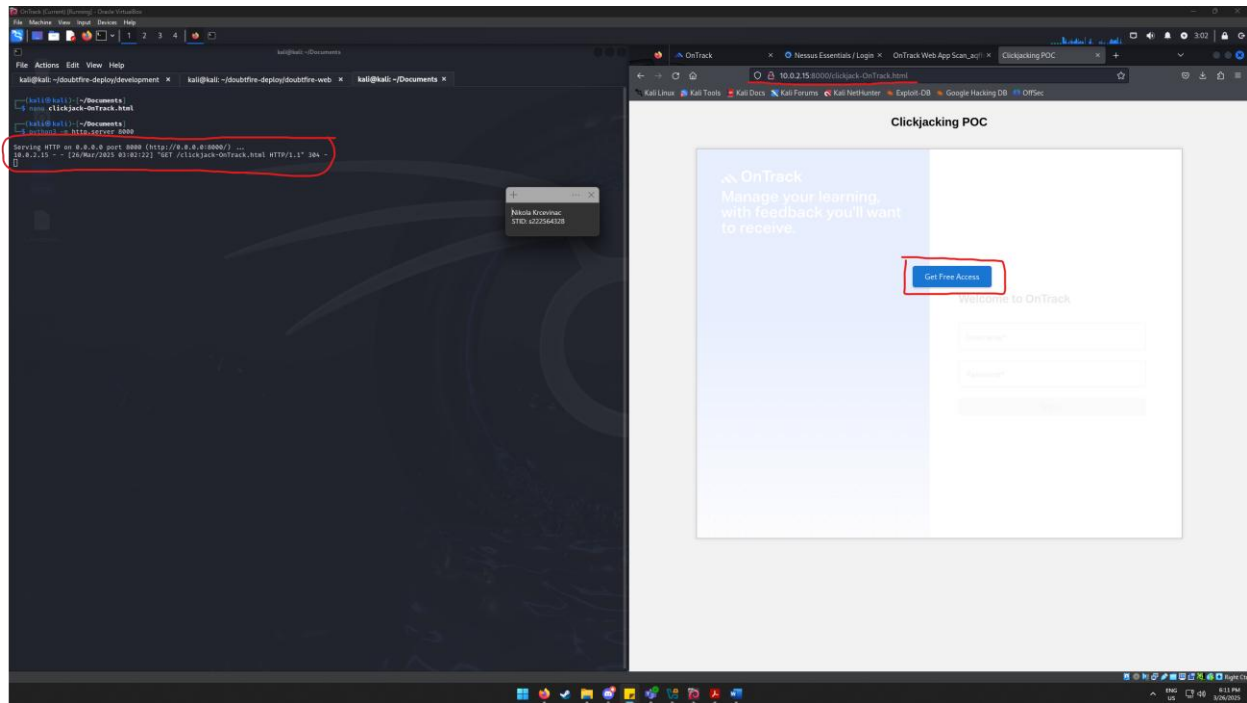 OnTrack (Current) [Running] - Oracle VirtualBox
File Machine View Input Devices Help
1 2 3 4
3:02
kali@kali: ~/Documents
File Actions Edit View Help
kali@kali: ~/doubtfire-deploy/development × kali@kali: ~/doubtfire-deploy/doubtfire-web × kali@kali: ~/Documents ×
(kali㉿kali)-[~/Documents]
$ nano clickjack-OnTrack.html
(kali㉿kali)-[~/Documents]
$ python3 -m http.server 8000
Serving HTTP on 0.0.0.0 port 8000 (http://0.0.0.0:8000/) ...
10.0.2.15 - - [26/Mar/2025 03:02:22] "GET /clickjack-OnTrack.html HTTP/1.1" 304 -
Nikola Krcevinac
STID: s222564328
OnTrack × Nessus Essentials / Login × OnTrack Web App Scan × Clickjacking POC × +
10.0.2.15:8000/clickjack-OnTrack.html
Kali Linux Kali Tools Kali Docs Kali Forums Kali NetHunter Exploit-DB Google Hacking DB OffSec
Clickjacking POC
OnTrack
Manage your learning,
with feedback you'll want
to receive.
Get Free Access
Welcome to OnTrack
Password*
Right Ctrl
ENG
US
6:11 PM
3/26/2025